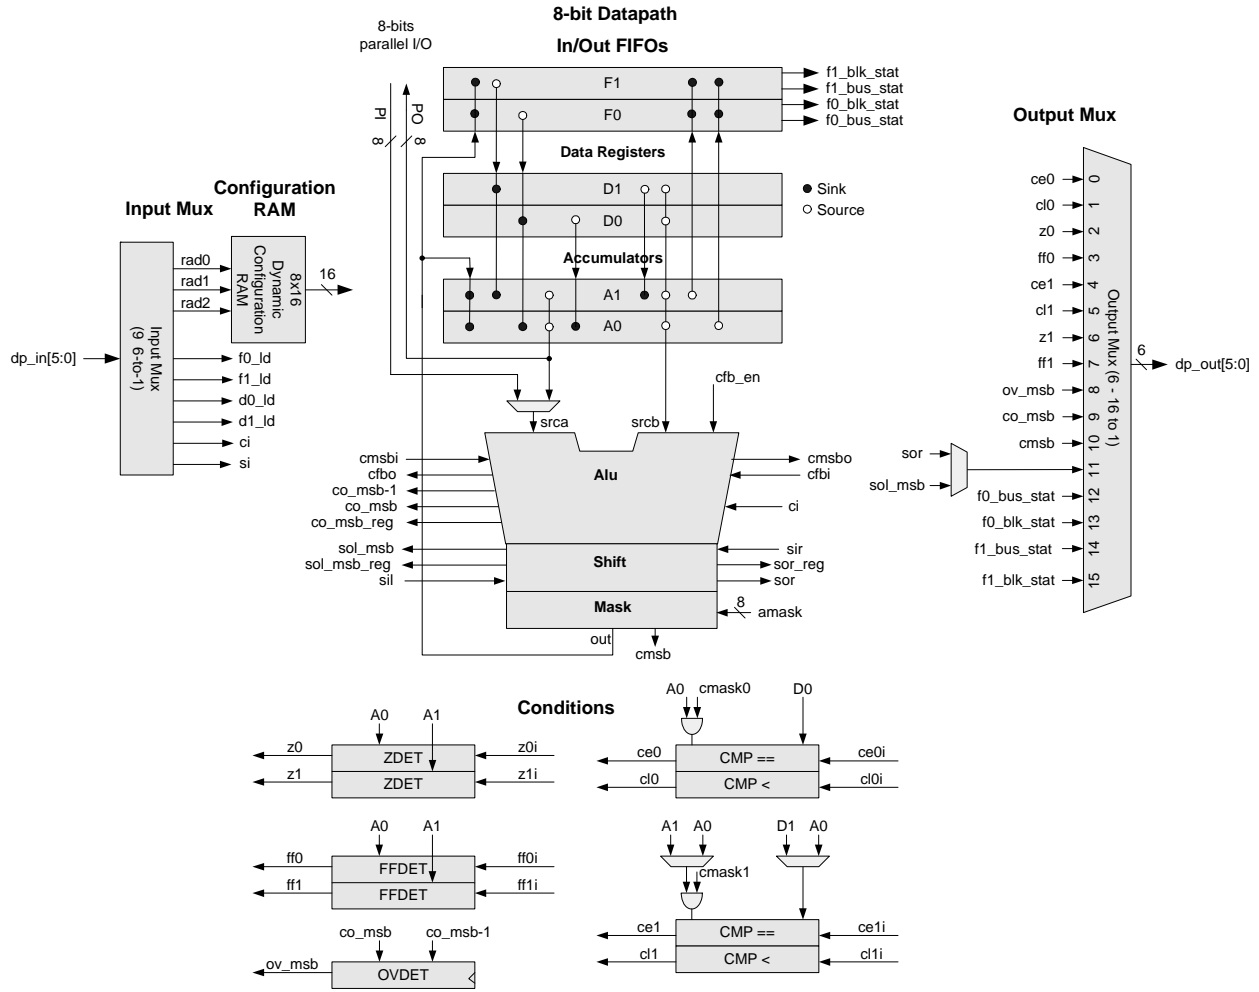 8-bit Datapath
8-bits
parallel I/O
In/Out FIFOs
PI
PO
8
8
F1
F0
f1_blk_stat
f1_bus_stat
f0_blk_stat
f0_bus_stat
Data Registers
D1
D0
Sink
Source
Accumulators
A1
A0
Input Mux
Configuration
RAM
dp_in[5:0]
Input Mux
(9 6-to-1)
rad0
rad1
rad2
8x16
Dynamic
Configuration
RAM
16
f0_ld
f1_ld
d0_ld
d1_ld
ci
si
cfb_en
srca
srcb
Alu
cmsbi
cfbo
co_msb-1
co_msb
co_msb_reg
cmsbo
cfbi
ci
sol_msb
sol_msb_reg
sil
Shift
sir
sor_reg
sor
Mask
8
amask
out
cmsb
Output Mux
ce0
cl0
z0
ff0
ce1
cl1
z1
ff1
ov_msb
co_msb
cmsb
sor
sol_msb
f0_bus_stat
f0_blk_stat
f1_bus_stat
f1_blk_stat
0
1
2
3
4
5
6
7
8
9
10
11
12
13
14
15
Output Mux (6 - 16 to 1)
6
dp_out[5:0]
Conditions
A0
A1
z0
ZDET
z0i
z1
ZDET
z1i
A0
A1
ff0
FFDET
ff0i
ff1
FFDET
ff1i
co_msb
co_msb-1
ov_msb
OVDET
A0
cmask0
D0
ce0
CMP ==
ce0i
cl0
CMP <
cl0i
A1
A0
D1
A0
cmask1
ce1
CMP ==
ce1i
cl1
CMP <
cl1i